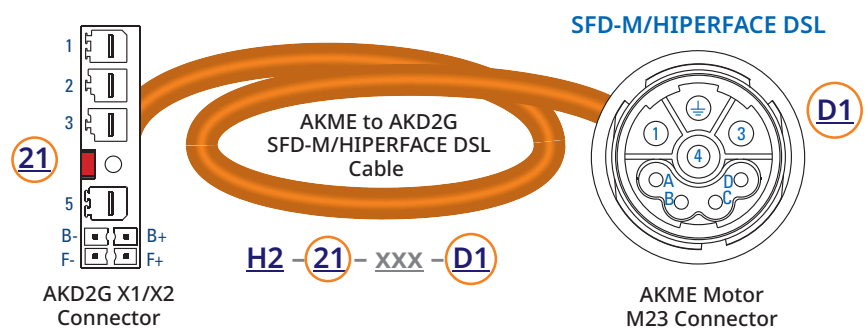 SFD-M/HIPERFACE DSL
1
2
3
21
5
B- B+
F- F+
AKD2G X1/X2
Connector
AKME to AKD2G
SFD-M/HIPERFACE DSL
Cable
H2 - 21 - xxx - D1
1
3
4
A
B
D
C
D1
AKME Motor
M23 Connector